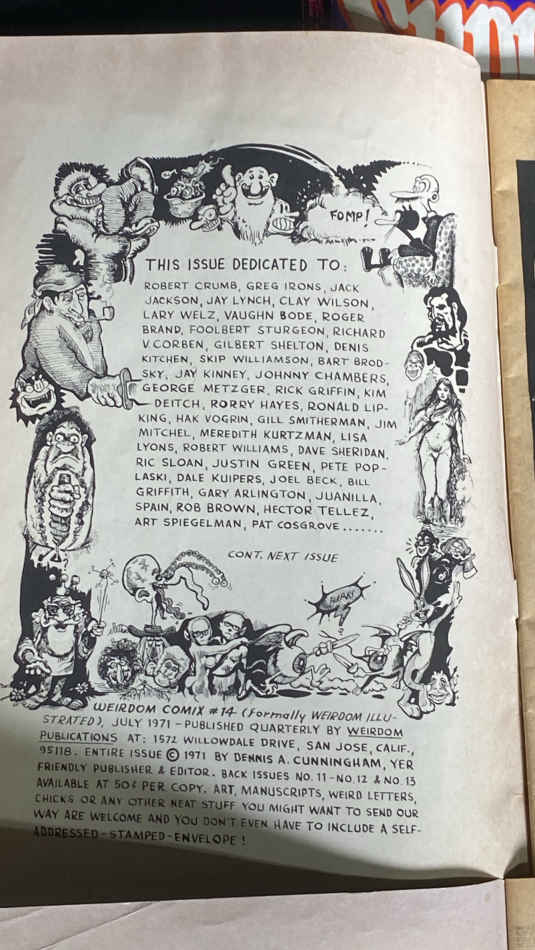 FOMP!
THIS ISSUE DEDICATED TO:
ROBERT CRUMB, GREG IRONS, JACK
JACKSON, JAY LYNCH, CLAY WILSON,
LARY WELZ, VAUGHN BODE, ROGER
BRAND, FOOLBERT STURGEON, RICHARD
V. CORBEN, GILBERT SHELTON, DENIS
KITCHEN, SKIP WILLIAMSON, BART BROD-
SKY, JAY KINNEY, JOHNNY CHAMBERS,
GEORGE METZGER, RICK GRIFFIN, KIM
DEITCH, RORRY HAYES, RONALD LIP-
KING, HAK VOGRIN, GILL SMITHERMAN, JIM
MITCHEL, MEREDITH KURTZMAN, LISA
LYONS, ROBERT WILLIAMS, DAVE SHERIDAN,
RIC SLOAN, JUSTIN GREEN, PETE POP-
LASKI, DALE KUIPERS, JOEL BECK, BILL
GRIFFITH, GARY ARLINGTON, JUANILLA,
SPAIN, ROB BROWN, HECTOR TELLEZ,
ART SPIEGELMAN, PAT COSGROVE .......
CONT. NEXT ISSUE
WEIRDOM COMIX #14 (Formally WEIRDOM ILLU-
STRATED), JULY 1971 - PUBLISHED QUARTERLY BY WEIRDOM
PUBLICATIONS AT: 1572 WILLOWDALE DRIVE, SAN JOSE, CALIF.,
95118. ENTIRE ISSUE © 1971 BY DENNIS A. CUNNINGHAM, YER
FRIENDLY PUBLISHER & EDITOR. BACK ISSUES NO. 11 - NO. 12 & NO. 13
AVAILABLE AT 50¢ PER COPY. ART, MANUSCRIPTS, WEIRD LETTERS,
CHICKS OR ANY OTHER NEAT STUFF YOU MIGHT WANT TO SEND OUR
WAY ARE WELCOME AND YOU DON'T EVEN HAVE TO INCLUDE A SELF-
ADDRESSED-STAMPED-ENVELOPE!